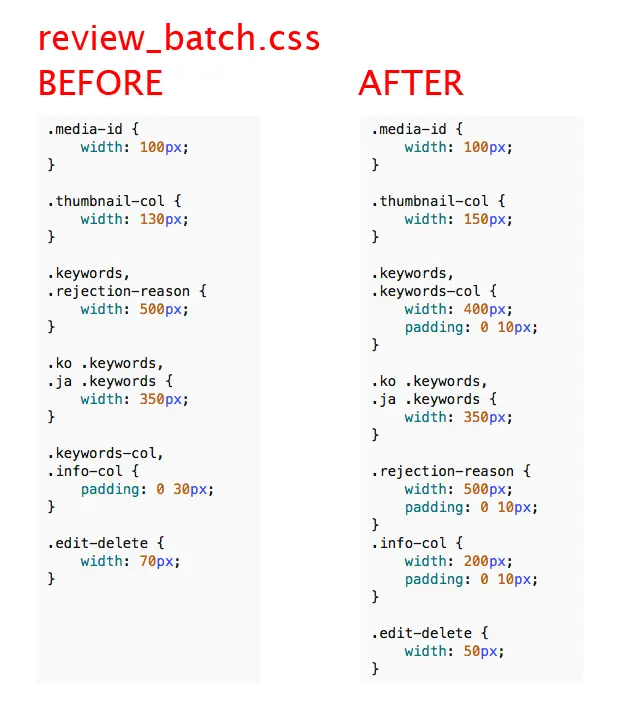 review_batch.css
BEFORE
.media-id {
    width: 100px;
}
.thumbnail-col {
    width: 130px;
}
.keywords,
.rejection-reason {
    width: 500px;
}
.ko .keywords,
.ja .keywords {
    width: 350px;
}
.keywords-col,
.info-col {
    padding: 0 30px;
}
.edit-delete {
    width: 70px;
}
AFTER
.media-id {
    width: 100px;
}
.thumbnail-col {
    width: 150px;
}
.keywords,
.keywords-col {
    width: 400px;
    padding: 0 10px;
}
.ko .keywords,
.ja .keywords {
    width: 350px;
}
.rejection-reason {
    width: 500px;
    padding: 0 10px;
}
.info-col {
    width: 200px;
    padding: 0 10px;
}
.edit-delete {
    width: 50px;
}